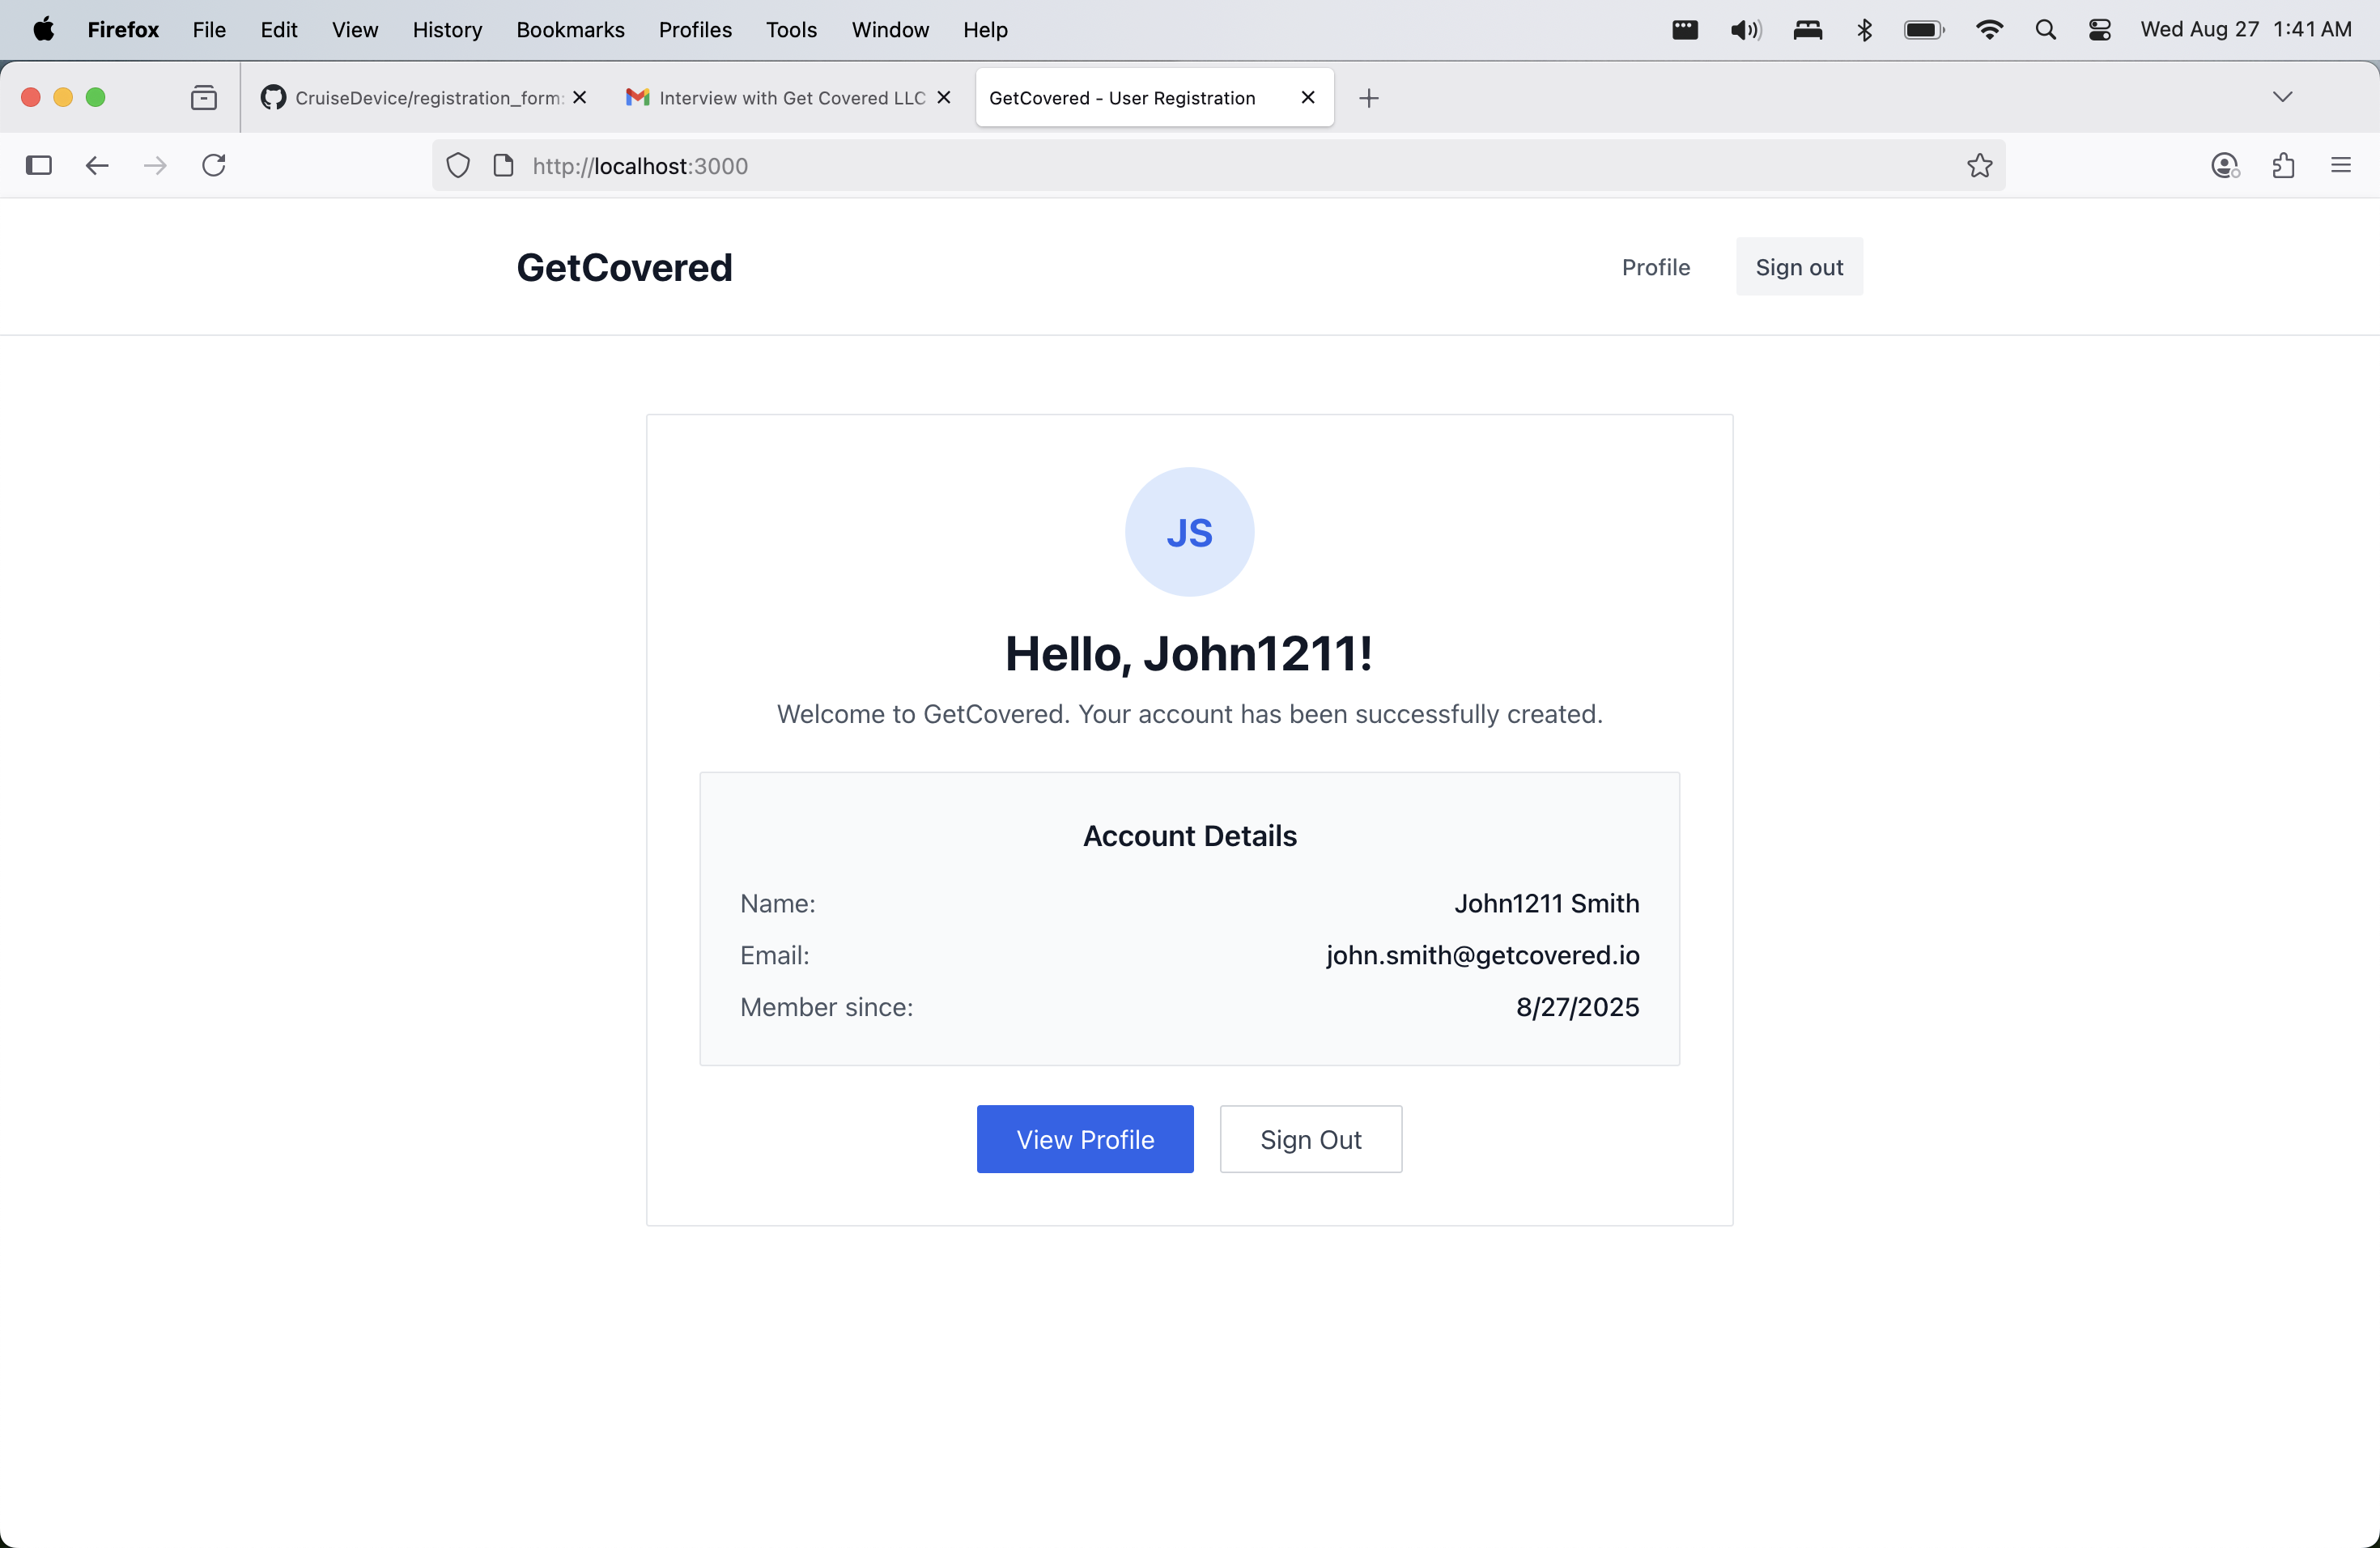 Firefox File Edit View History Bookmarks Profiles Tools Window Help Wed Aug 27 1:41 AM
CruiseDevice/registration_form: Interview with Get Covered LLC GetCovered - User Registration
http://localhost:3000
GetCovered Profile Sign out
JS
Hello, John1211!
Welcome to GetCovered. Your account has been successfully created.
Account Details
Name: John1211 Smith
Email: john.smith@getcovered.io
Member since: 8/27/2025
View Profile Sign Out